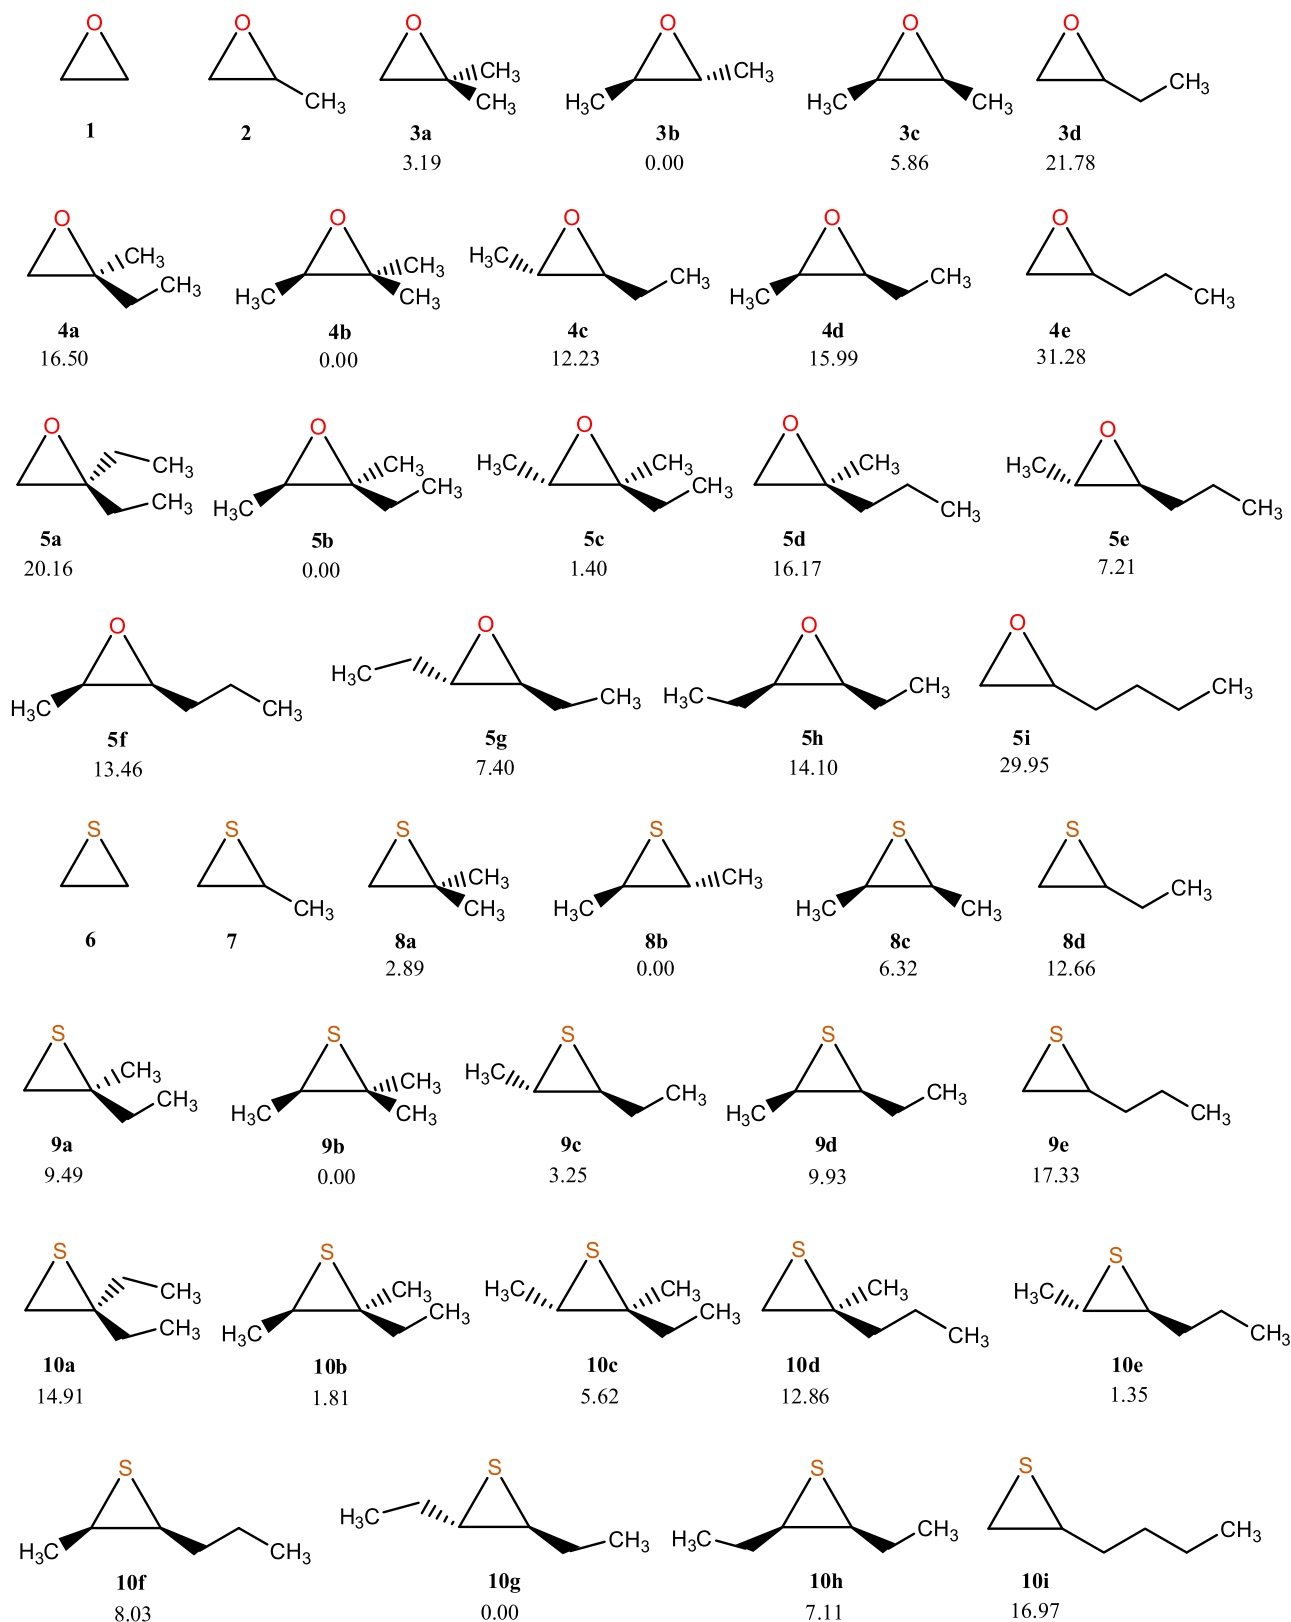 O O O O O O
CH₃ CH₃ CH₃ H₃C CH₃ H₃C CH₃ CH₃
1 2 3a 3b 3c 3d
3.19 0.00 5.86 21.78
O O O O O
CH₃ CH₃ H₃C CH₃ CH₃ H₃C CH₃ H₃C CH₃ CH₃
4a 4b 4c 4d 4e
16.50 0.00 12.23 15.99 31.28
O O O O O
CH₃ CH₃ H₃C CH₃ CH₃ H₃C CH₃ CH₃ CH₃ CH₃ H₃C CH₃
5a 5b 5c 5d 5e
20.16 0.00 1.40 16.17 7.21
O O O O
H₃C CH₃ H₃C CH₃ H₃C CH₃ CH₃
5f 5g 5h 5i
13.46 7.40 14.10 29.95
S S S S S S
CH₃ CH₃ CH₃ H₃C CH₃ H₃C CH₃ CH₃
6 7 8a 8b 8c 8d
2.89 0.00 6.32 12.66
S S S S S
CH₃ CH₃ H₃C CH₃ CH₃ H₃C CH₃ H₃C CH₃ CH₃
9a 9b 9c 9d 9e
9.49 0.00 3.25 9.93 17.33
S S S S S
CH₃ CH₃ H₃C CH₃ CH₃ H₃C CH₃ CH₃ CH₃ CH₃ H₃C CH₃
10a 10b 10c 10d 10e
14.91 1.81 5.62 12.86 1.35
S S S S
H₃C CH₃ H₃C CH₃ H₃C CH₃ CH₃
10f 10g 10h 10i
8.03 0.00 7.11 16.97